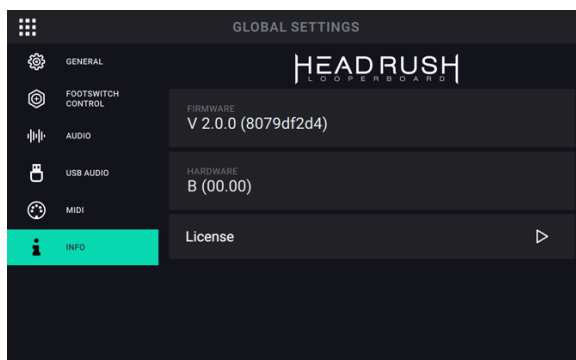 GLOBAL SETTINGS
GENERAL
FOOTSWITCH
CONTROL
AUDIO
USB AUDIO
MIDI
INFO
HEADRUSH
LOOPERBOARD
FIRMWARE
V 2.0.0 (8079df2d4)
HARDWARE
B (00.00)
License